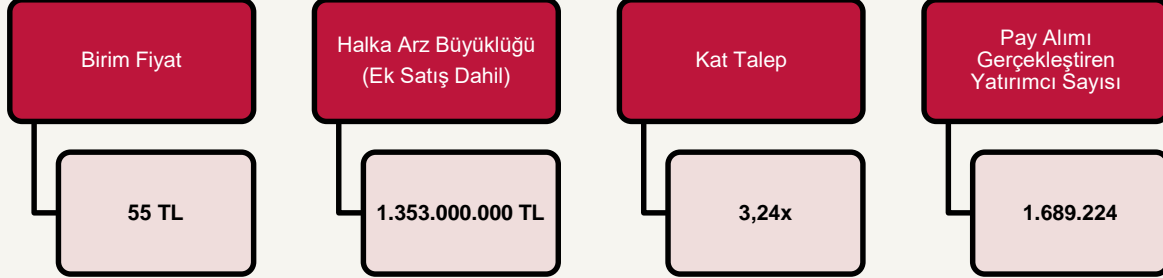 Birim Fiyat
55 TL
Halka Arz Büyüklüğü
(Ek Satış Dahil)
1.353.000.000 TL
Kat Talep
3,24x
Pay Alımı
Gerçekleştiren
Yatırımcı Sayısı
1.689.224